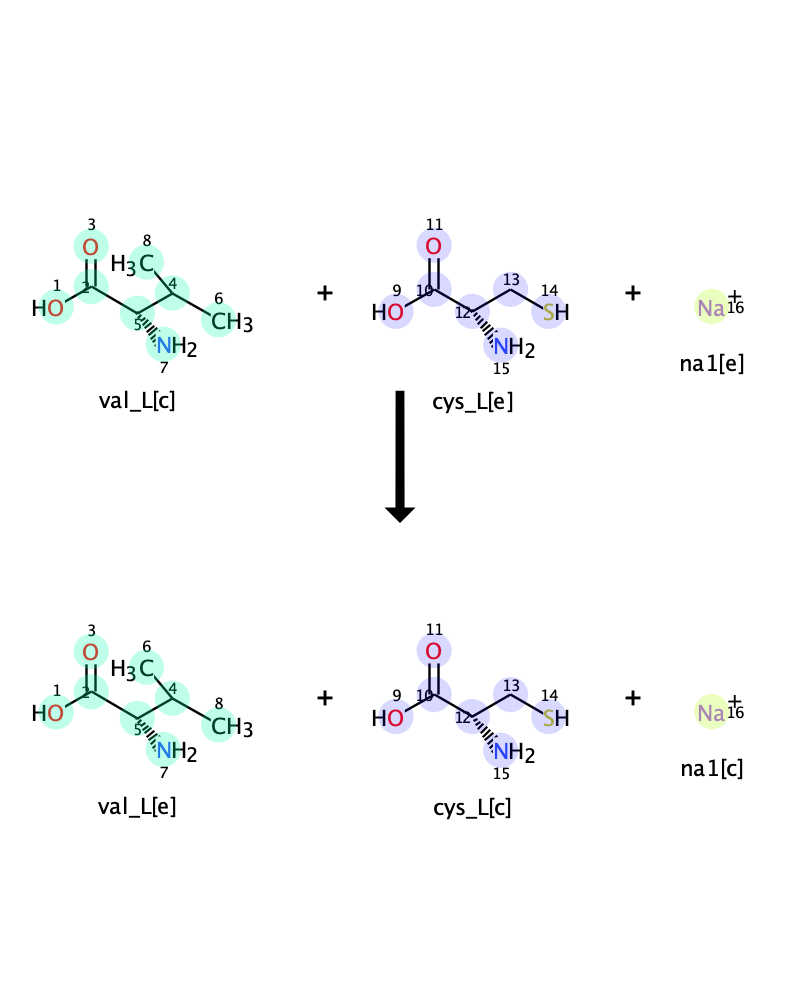 3 8 11
H₃C O O
1 2 4 6 9 10 13 14 +
HO 5 CH₃ + HO 12 SH + Na 16
NH₂ NH₂ na1[e]
7 15
val_L[c] cys_L[e]
3 6 11
H₃C O O
1 2 4 8 9 10 13 14 +
HO 5 CH₃ + HO 12 SH + Na 16
NH₂ NH₂ na1[c]
7 15
val_L[e] cys_L[c]